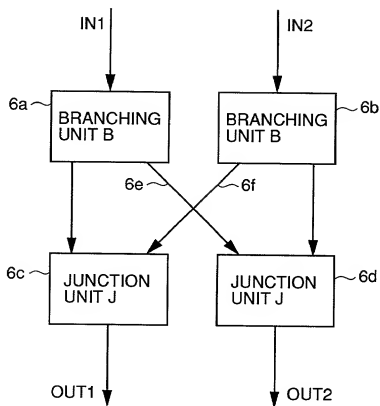 IN1
IN2
6a
BRANCHING
UNIT B
BRANCHING
UNIT B
6b
6e
6f
6c
JUNCTION
UNIT J
JUNCTION
UNIT J
6d
OUT1
OUT2